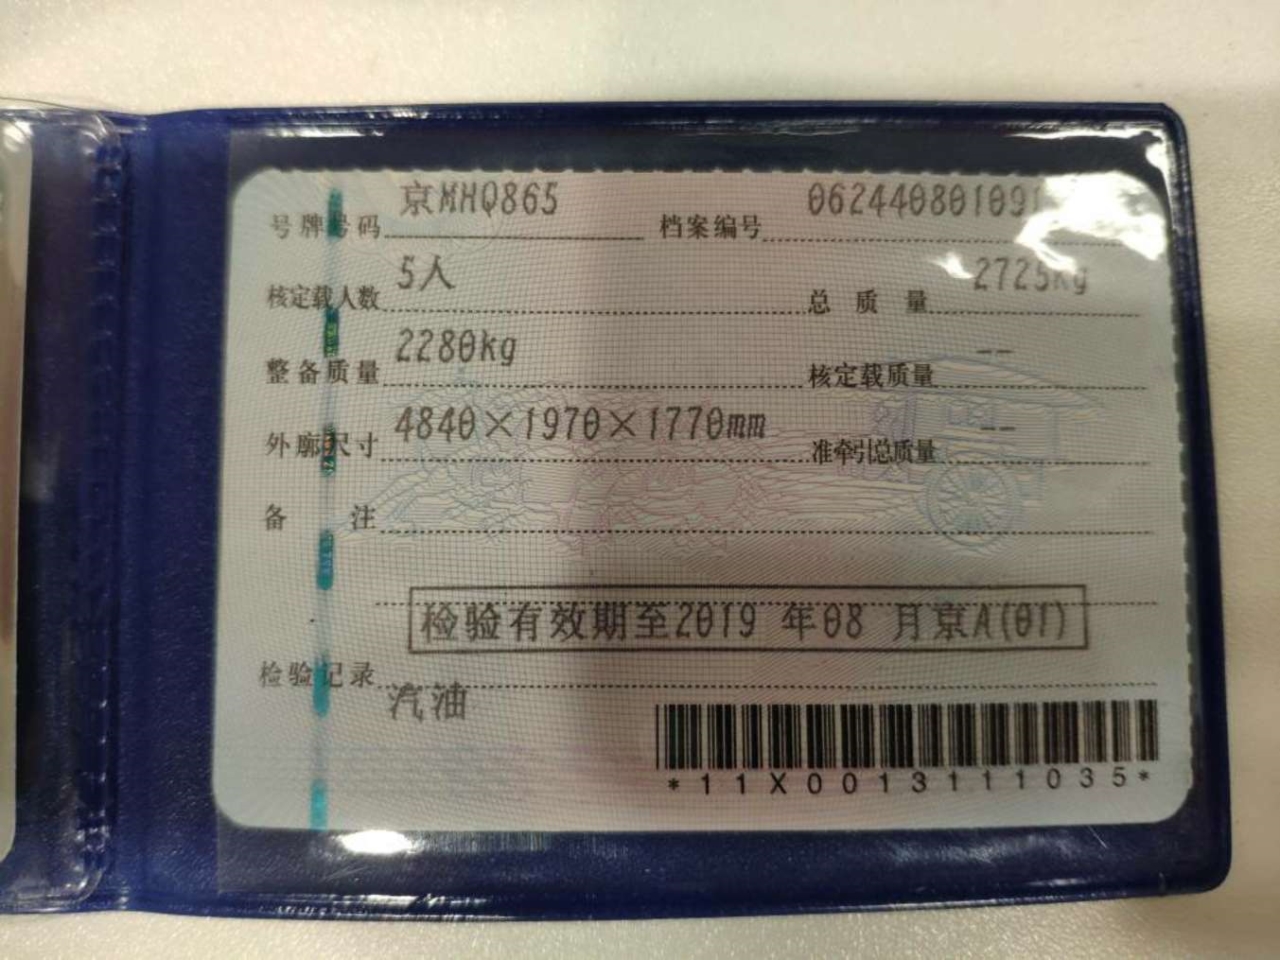 号牌号码 京MHQ865 档案编号 062440801091
核定载人数 5人 总质量 2725kg
整备质量 2280kg 核定载质量 --
外廓尺寸 4840×1970×1770mm 准牵引总质量 --
备注
检验有效期至2019 年08 月京A(01)
检验记录
汽油
*11X0013111035*